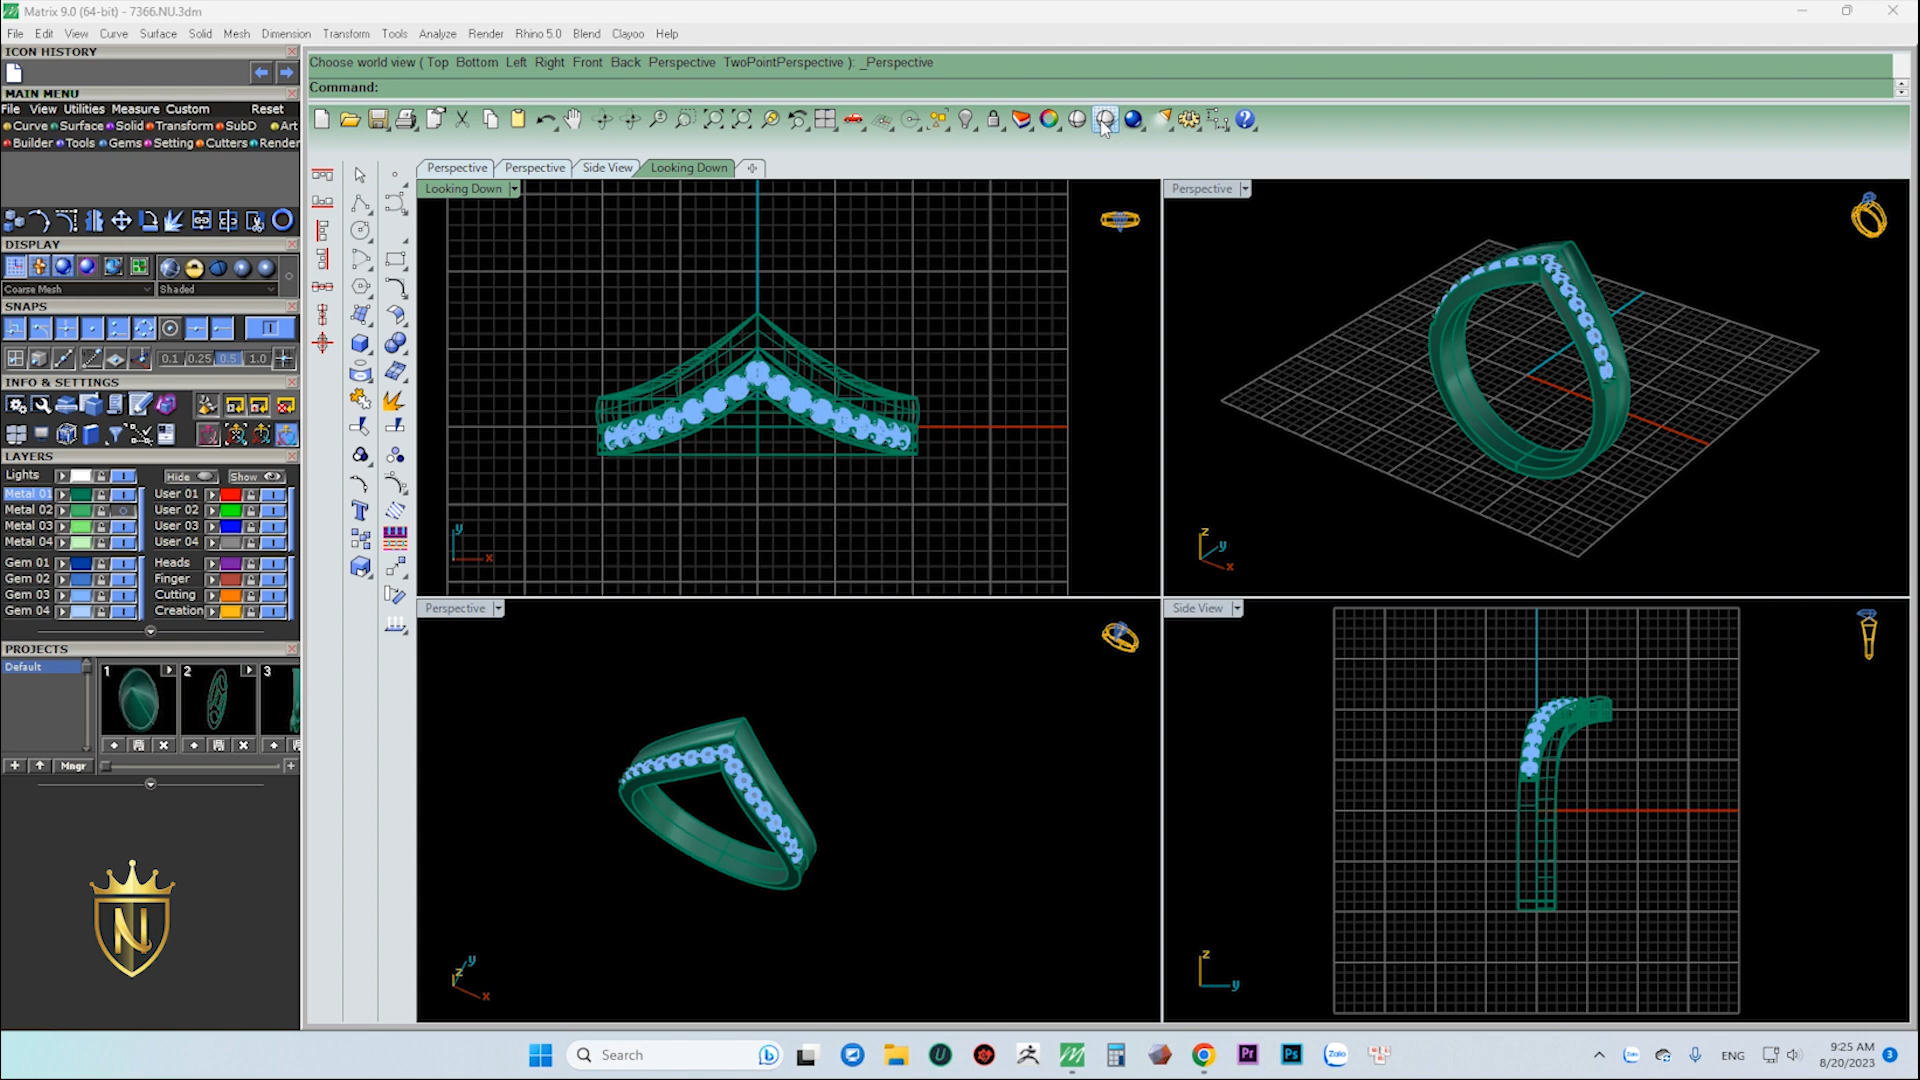 Matrix 9.0 (64-bit) - 7366.NU.3dm
File Edit View Curve Surface Solid Mesh Dimension Transform Tools Analyze Render Rhino 5.0 Blend Clayoo Help
ICON HISTORY
MAIN MENU
File View Utilities Measure Custom Reset
Curve Surface Solid Transform SubD Art
Builder Tools Gems Setting Cutters Render
DISPLAY
Coarse Mesh Shaded
SNAPS
0.1 0.25 0.5 1.0
INFO & SETTINGS
LAYERS
Lights Hide Show
Metal 01 User 01
Metal 02 User 02
Metal 03 User 03
Metal 04 User 04
Gem 01 Heads
Gem 02 Finger
Gem 03 Cutting
Gem 04 Creation
PROJECTS
Default
1 2 3
Mngr
N
Choose world view ( Top Bottom Left Right Front Back Perspective TwoPointPerspective ): _Perspective
Command:
Perspective Perspective Side View Looking Down
Looking Down
y
x
Perspective
z
y
x
Perspective
y
z
x
Side View
z
y
Search
Pr
Ps
Zalo
ENG
9:25 AM
8/20/2023
3